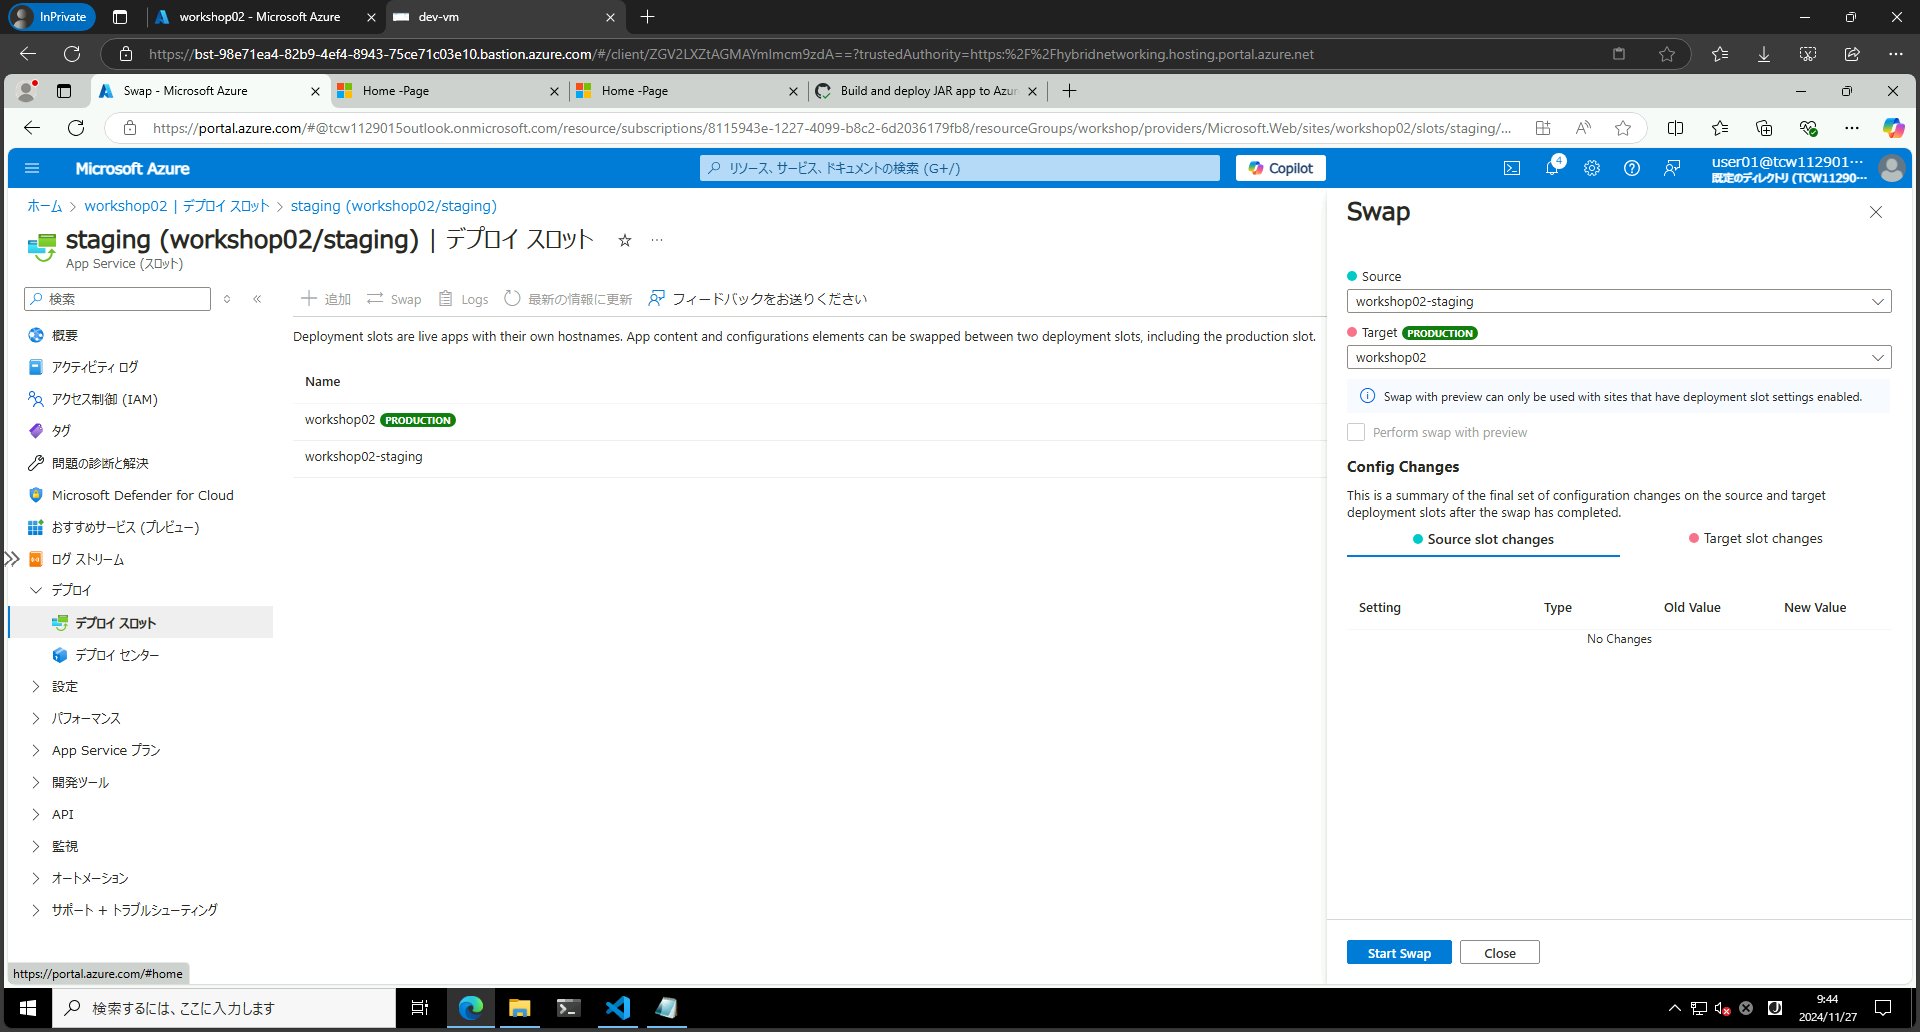 InPrivate
workshop02 - Microsoft Azure
dev-vm
https://bst-98e71ea4-82b9-4ef4-8943-75ce71c03e10.bastion.azure.com/#/client/ZGV2LXZtAGMAYmlmcm9zdA==?trustedAuthority=https:%2F%2Fhybridnetworking.hosting.portal.azure.net
Swap - Microsoft Azure
Home -Page
Home -Page
Build and deploy JAR app to Azur
https://portal.azure.com/#@tcw1129015outlook.onmicrosoft.com/resource/subscriptions/8115943e-1227-4099-b8c2-6d2036179fb8/resourceGroups/workshop/providers/Microsoft.Web/sites/workshop02/slots/staging/...
Microsoft Azure
リソース、サービス、ドキュメントの検索 (G+/)
Copilot
4
user01@tcw112901...
既定のディレクトリ (TCW11290...
ホーム > workshop02 | デプロイ スロット > staging (workshop02/staging)
staging (workshop02/staging) | デプロイ スロット
App Service (スロット)
検索
概要
アクティビティ ログ
アクセス制御 (IAM)
タグ
問題の診断と解決
Microsoft Defender for Cloud
おすすめサービス (プレビュー)
ログ ストリーム
デプロイ
デプロイ スロット
デプロイ センター
設定
パフォーマンス
App Service プラン
開発ツール
API
監視
オートメーション
サポート + トラブルシューティング
追加
Swap
Logs
最新の情報に更新
フィードバックをお送りください
Deployment slots are live apps with their own hostnames. App content and configurations elements can be swapped between two deployment slots, including the production slot.
Name
workshop02 PRODUCTION
workshop02-staging
Swap
Source
workshop02-staging
Target PRODUCTION
workshop02
Swap with preview can only be used with sites that have deployment slot settings enabled.
Perform swap with preview
Config Changes
This is a summary of the final set of configuration changes on the source and target
deployment slots after the swap has completed.
Source slot changes
Target slot changes
Setting Type Old Value New Value
No Changes
Start Swap
Close
https://portal.azure.com/#home
検索するには、ここに入力します
9:44
2024/11/27